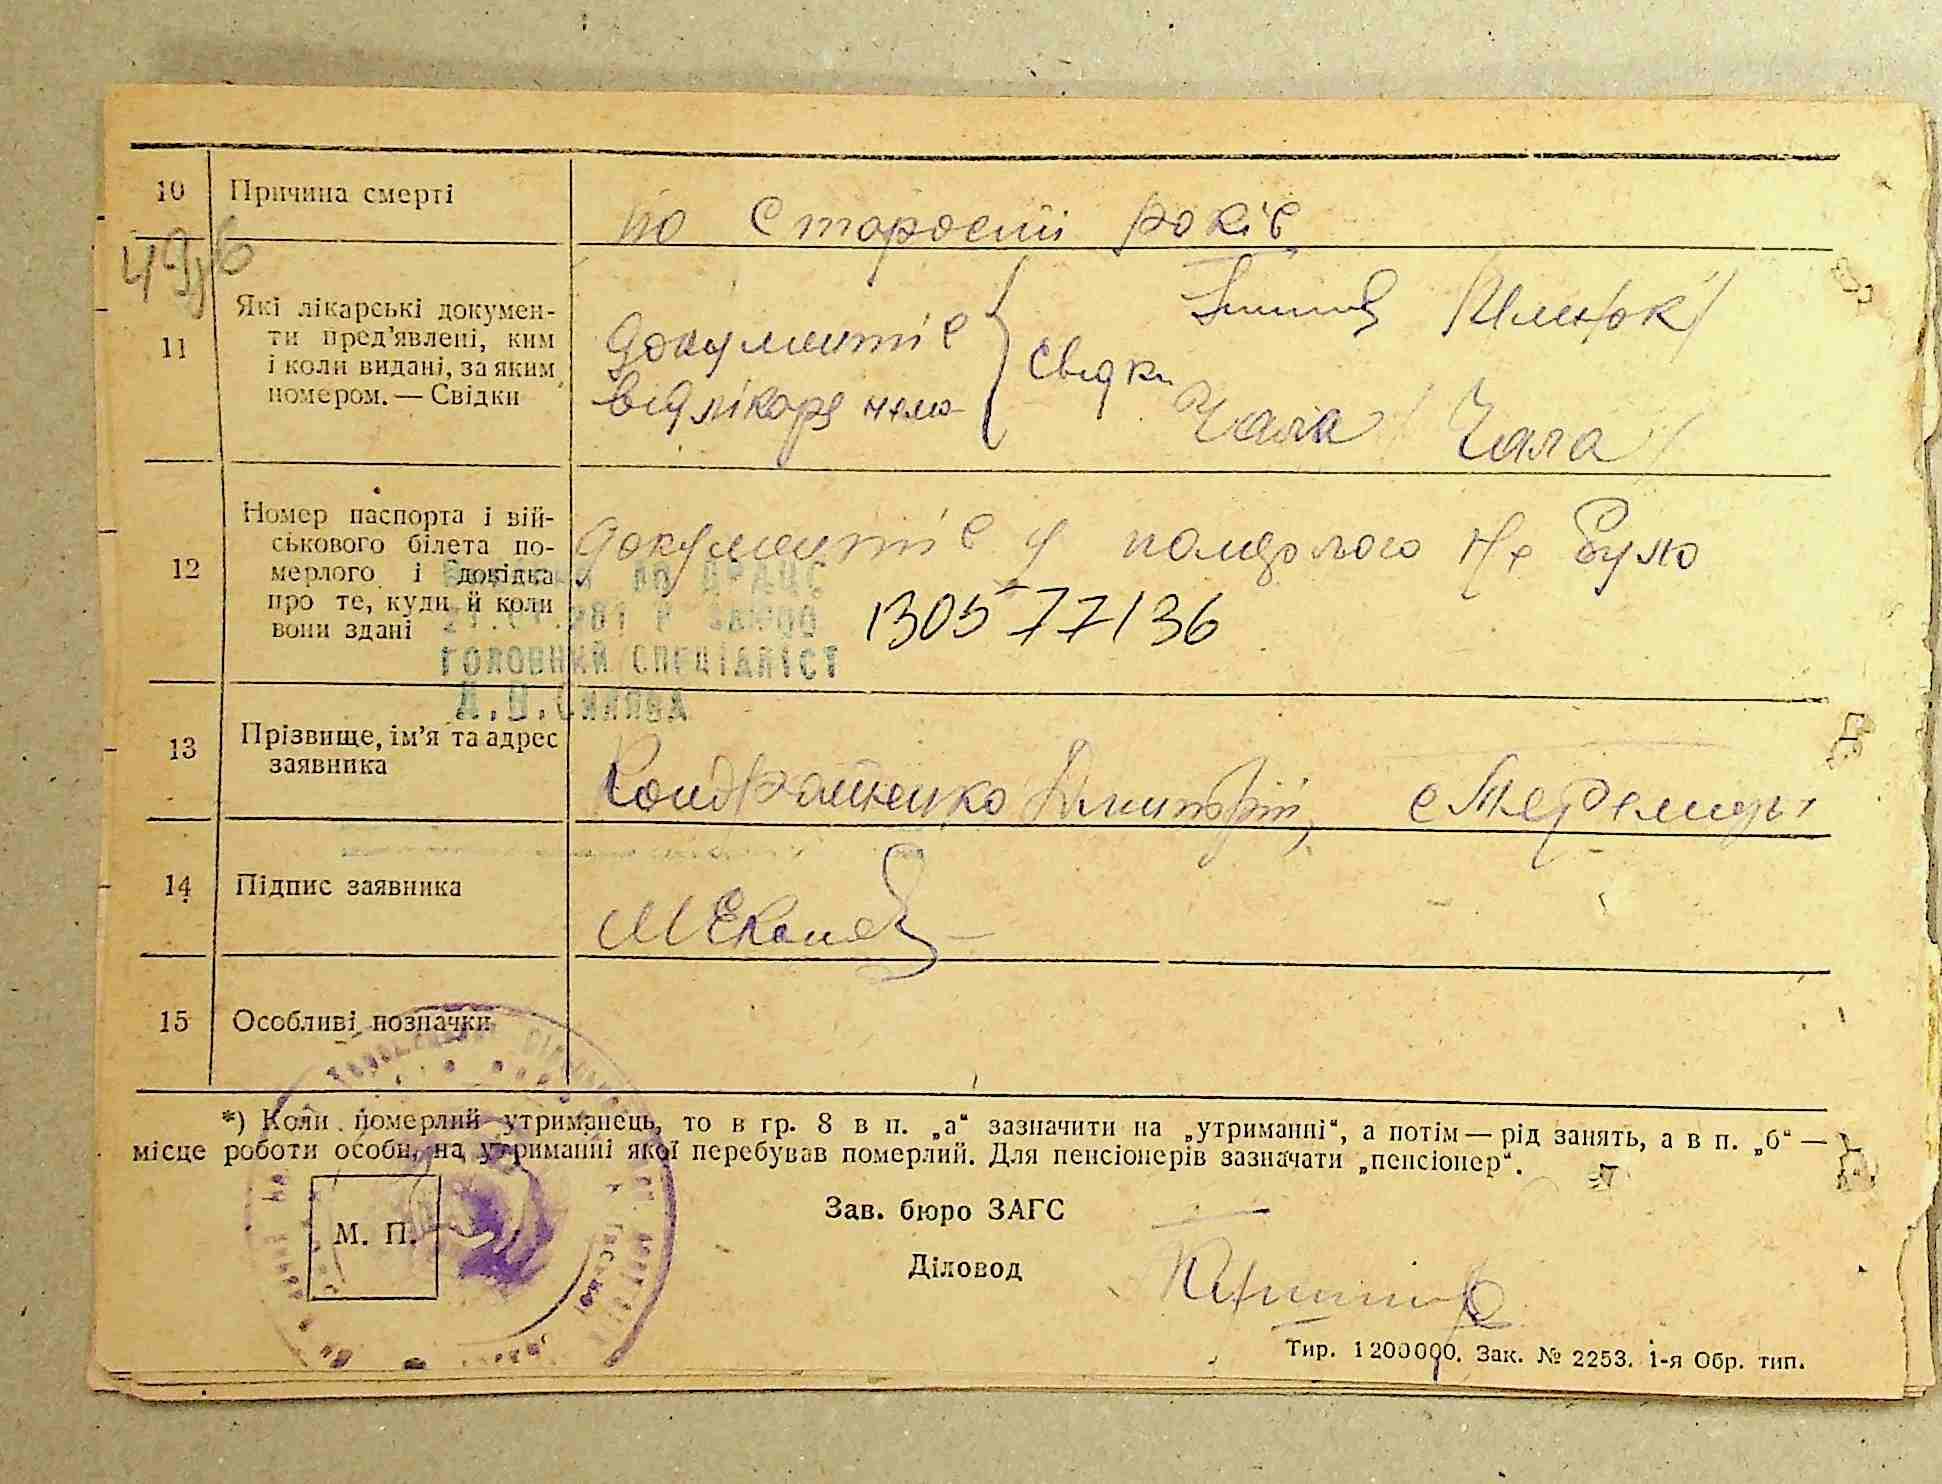 10 Причина смерті
по старості років
49
11 Які лікарські докумен-
ти пред'явлені, ким
і коли видані, за яким
номером. — Свідки
документів
від лікаря нема
свідки
Чала / Чала /
12 Номер паспорта і вій-
ськового білета по-
мерлого і довідка
про те, куди й коли
вони здані
документів у померлого не було
130577136
ГОЛОВНИЙ СПЕЦІАЛІСТ
13 Прізвище, ім'я та адрес
заявника
Кондратенко Дмитрій,
14 Підпис заявника
15 Особливі позначки
*) Коли померлий утриманець, то в гр. 8 в п. „а“ зазначити на „утриманні“, а потім — рід занять, а в п. „б“ —
місце роботи особи, на утриманні якої перебував померлий. Для пенсіонерів зазначати „пенсіонер“.
М. П.
Зав. бюро ЗАГС
Діловод
Тир. 1200000. Зак. № 2253. 1-я Обр. тип.